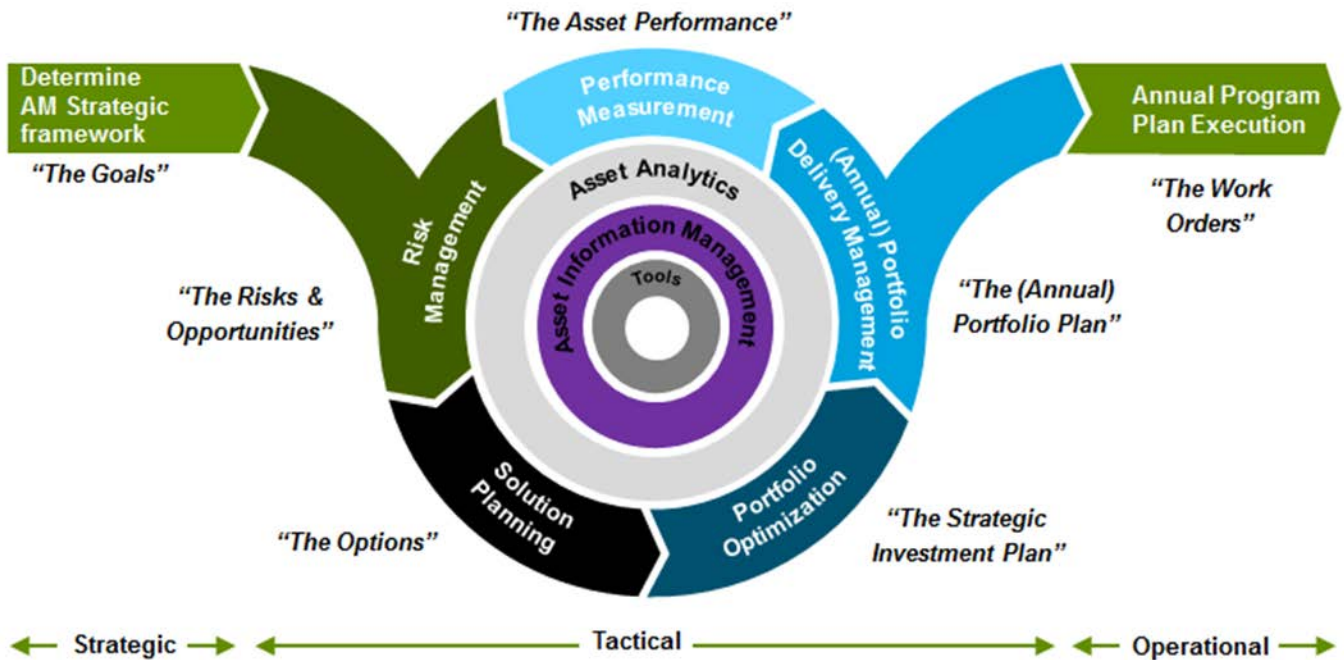 “The Asset Performance”
Determine
AM Strategic
framework
“The Goals”
Performance
Measurement
Annual Program
Plan Execution
“The Work
Orders”
Risk
Management
“The Risks &
Opportunities”
Asset Analytics
Asset Information Management
Tools
(Annual) Portfolio
Delivery Management
“The (Annual)
Portfolio Plan”
Solution
Planning
“The Options”
Portfolio
Optimization
“The Strategic
Investment Plan”
Strategic
Tactical
Operational